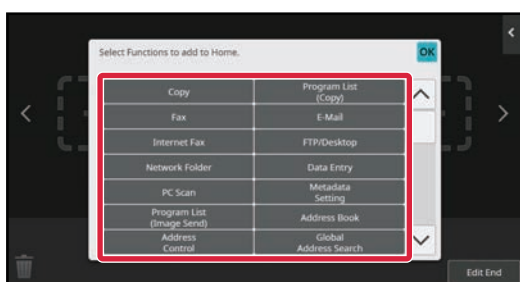 Select Functions to add to Home.
OK
Copy
Program List
(Copy)
Fax
E-Mail
Internet Fax
FTP/Desktop
Network Folder
Data Entry
PC Scan
Metadata
Setting
Program List
(Image Send)
Address Book
Address
Control
Global
Address Search
Edit End